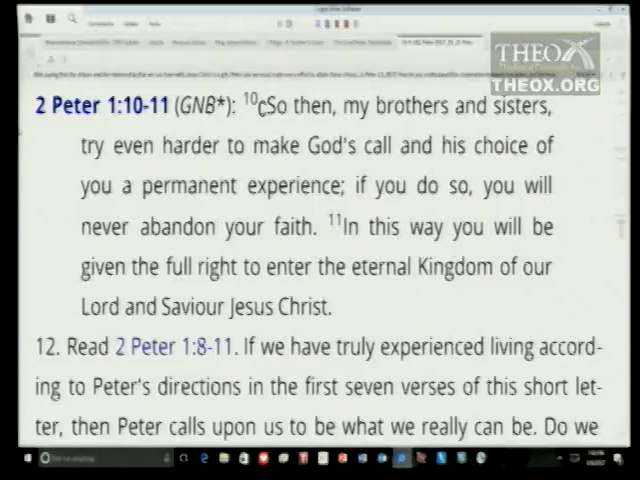 THEOX
THEOX.ORG
2 Peter 1:10-11 (GNB*): 10cSo then, my brothers and sisters,
try even harder to make God's call and his choice of
you a permanent experience; if you do so, you will
never abandon your faith. 11In this way you will be
given the full right to enter the eternal Kingdom of our
Lord and Saviour Jesus Christ.
12. Read 2 Peter 1:8-11. If we have truly experienced living accord-
ing to Peter's directions in the first seven verses of this short let-
ter, then Peter calls upon us to be what we really can be. Do we